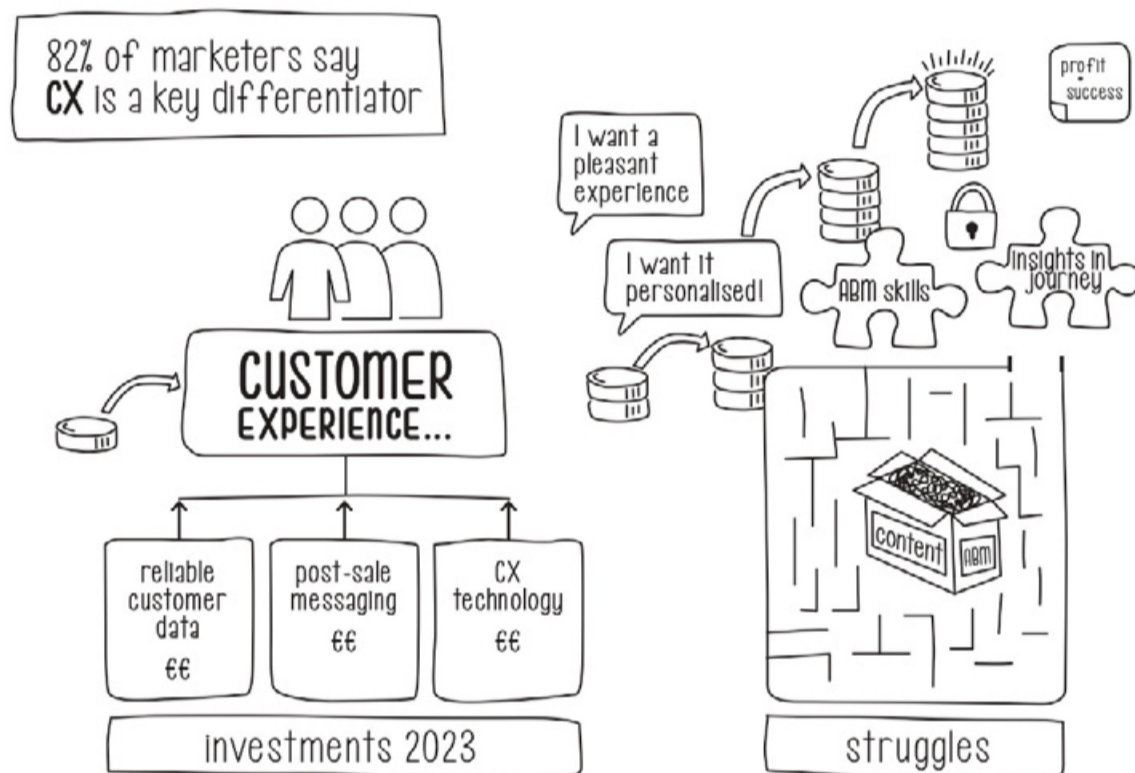 82% of marketers say
CX is a key differentiator
profit
+
success
I want a
pleasant
experience
I want it
personalised!
ABM skills
insights in
journey
CUSTOMER
EXPERIENCE...
content
ABM
reliable
customer
data
€€
post-sale
messaging
€€
CX
technology
€€
investments 2023
struggles